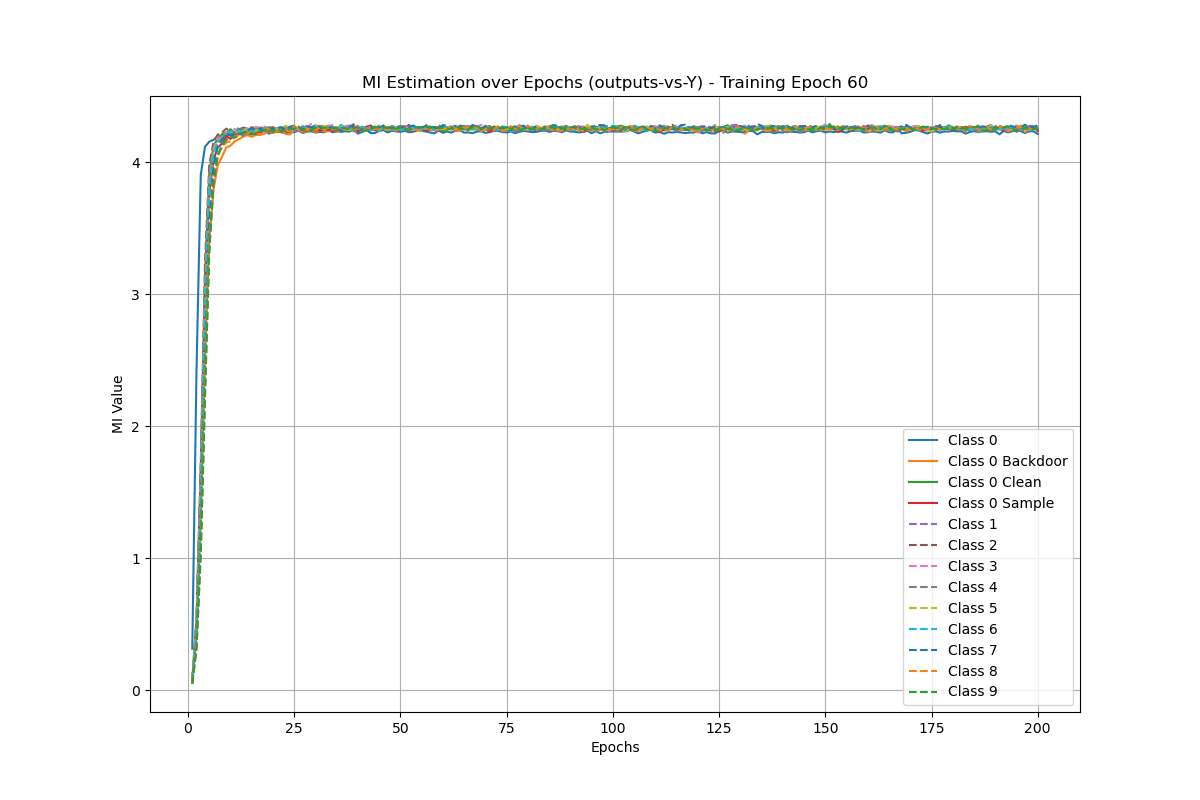 MI Estimation over Epochs (outputs-vs-Y) - Training Epoch 60
MI Value
4
3
2
1
0
0 25 50 75 100 125 150 175 200
Epochs
Class 0
Class 0 Backdoor
Class 0 Clean
Class 0 Sample
Class 1
Class 2
Class 3
Class 4
Class 5
Class 6
Class 7
Class 8
Class 9